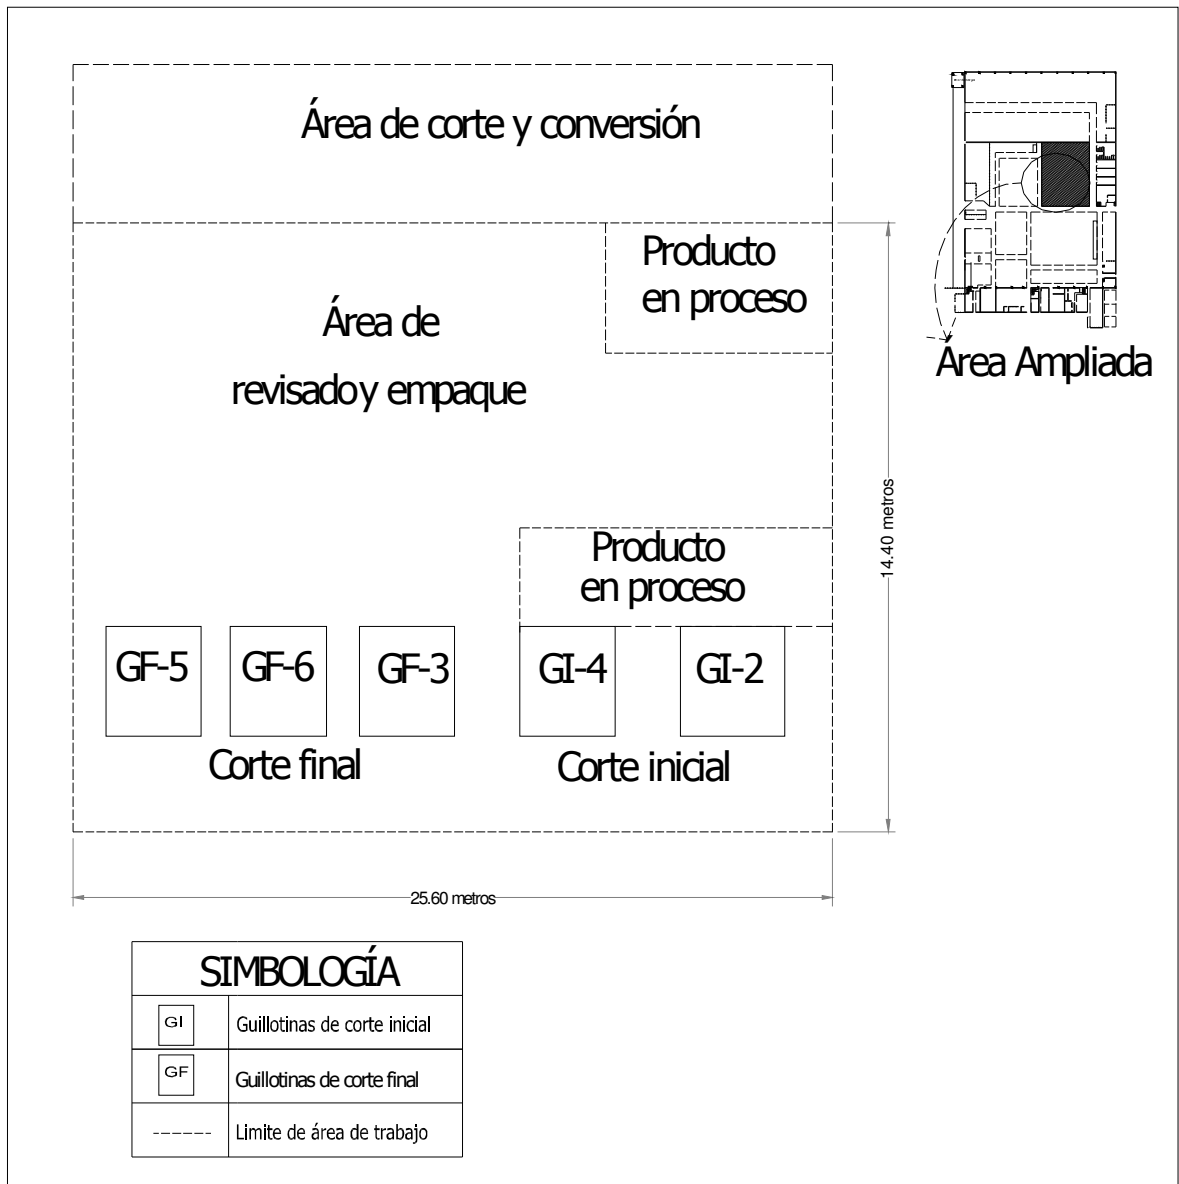 Área de corte y conversión
Producto
en proceso
Área de
revisado y empaque
Área Ampliada
14.40 metros
Producto
en proceso
GF-5
GF-6
GF-3
GI-4
GI-2
Corte final
Corte inicial
25.60 metros
SIMBOLOGÍA
GI
Guillotinas de corte inicial
GF
Guillotinas de corte final
Limite de área de trabajo